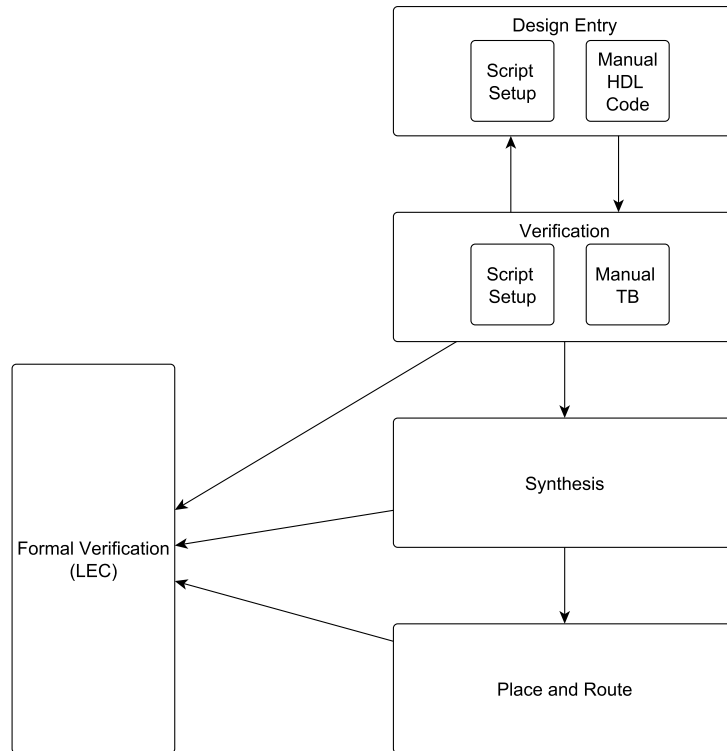 Design Entry
Script
Setup
Manual
HDL
Code
Verification
Script
Setup
Manual
TB
Synthesis
Formal Verification
(LEC)
Place and Route